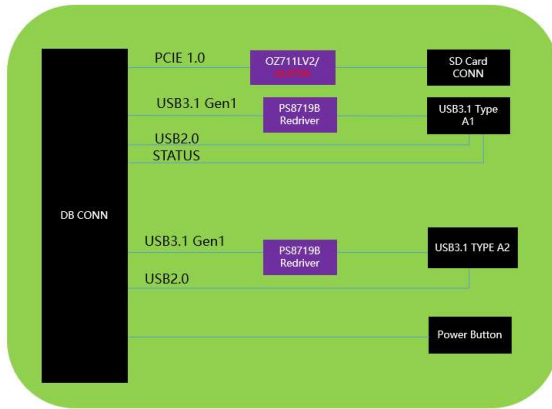 PCIE 1.0
OZ711LV2/
SD Card
CONN
USB3.1 Gen1
PS8719B
Redriver
USB3.1 Type
A1
USB2.0
STATUS
DB CONN
USB3.1 Gen1
PS8719B
Redriver
USB3.1 TYPE A2
USB2.0
Power Button